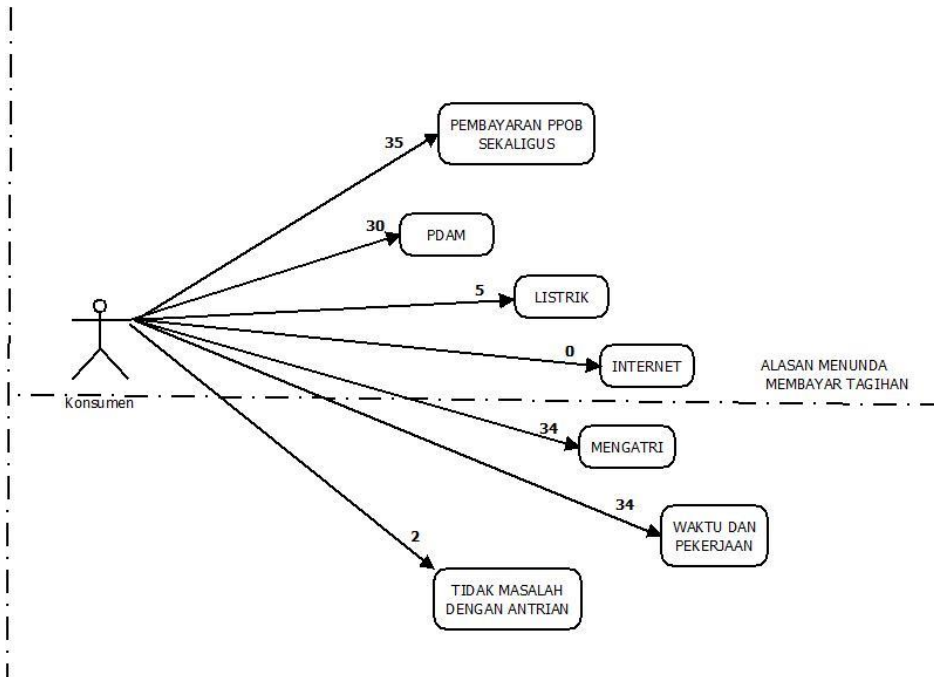 PEMBAYARAN PPOB
SEKALIGUS
35
30
PDAM
5
LISTRIK
0
INTERNET
ALASAN MENUNDA
MEMBAYAR TAGIHAN
Konsumen
34
MENGATRI
34
WAKTU DAN
PEKERJAAN
2
TIDAK MASALAH
DENGAN ANTRIAN